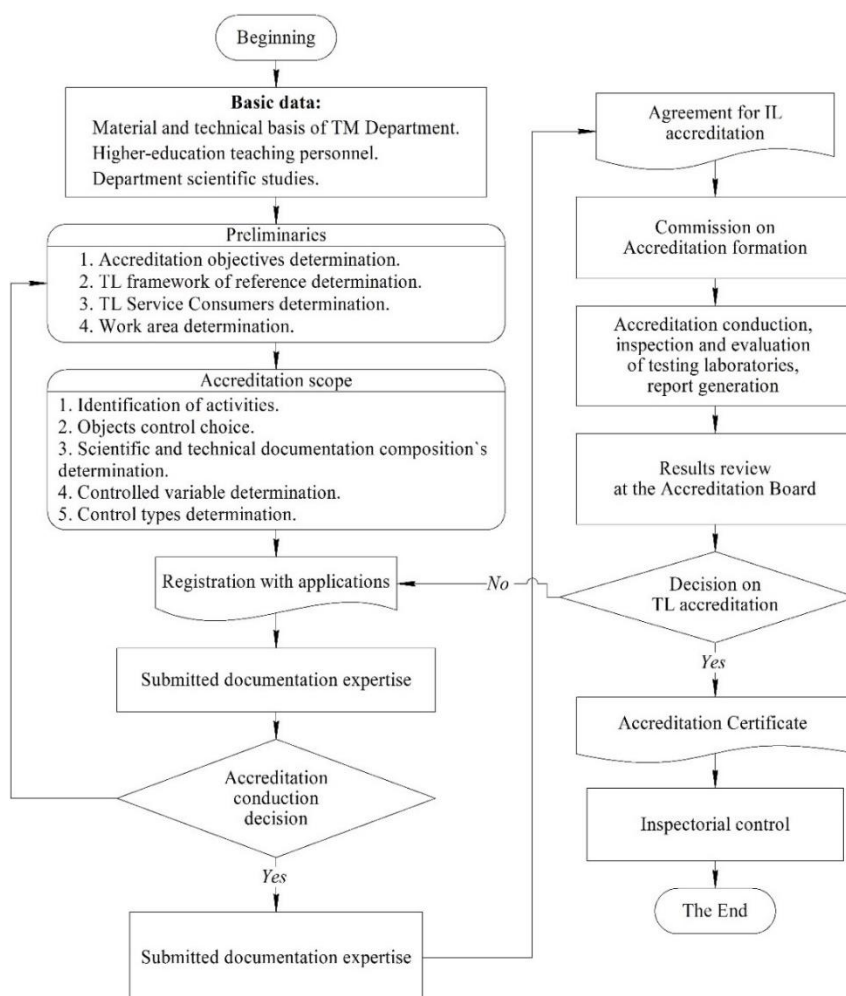 Beginning
Basic data:
Material and technical basis of TM Department.
Higher-education teaching personnel.
Department scientific studies.
Preliminarics
1. Accreditation objectives determination.
2. TL framework of reference determination.
3. TL Service Consumers determination.
4. Work area determination.
Accreditation scope
1. Identification of activities.
2. Objects control choice.
3. Scientific and technical documentation composition`s
determination.
4. Controlled variable determination.
5. Control types determination.
Registration with applications
Submitted documentation expertise
Accreditation
conduction
decision
Yes
Submitted documentation expertise
Agreement for IL
accreditation
Commission on
Accreditation formation
Accreditation conduction,
inspection and evaluation
of testing laboratories,
report generation
Results review
at the Accreditation Board
Decision on
TL accreditation
No
Yes
Accreditation Certificate
Inspectorial control
The End